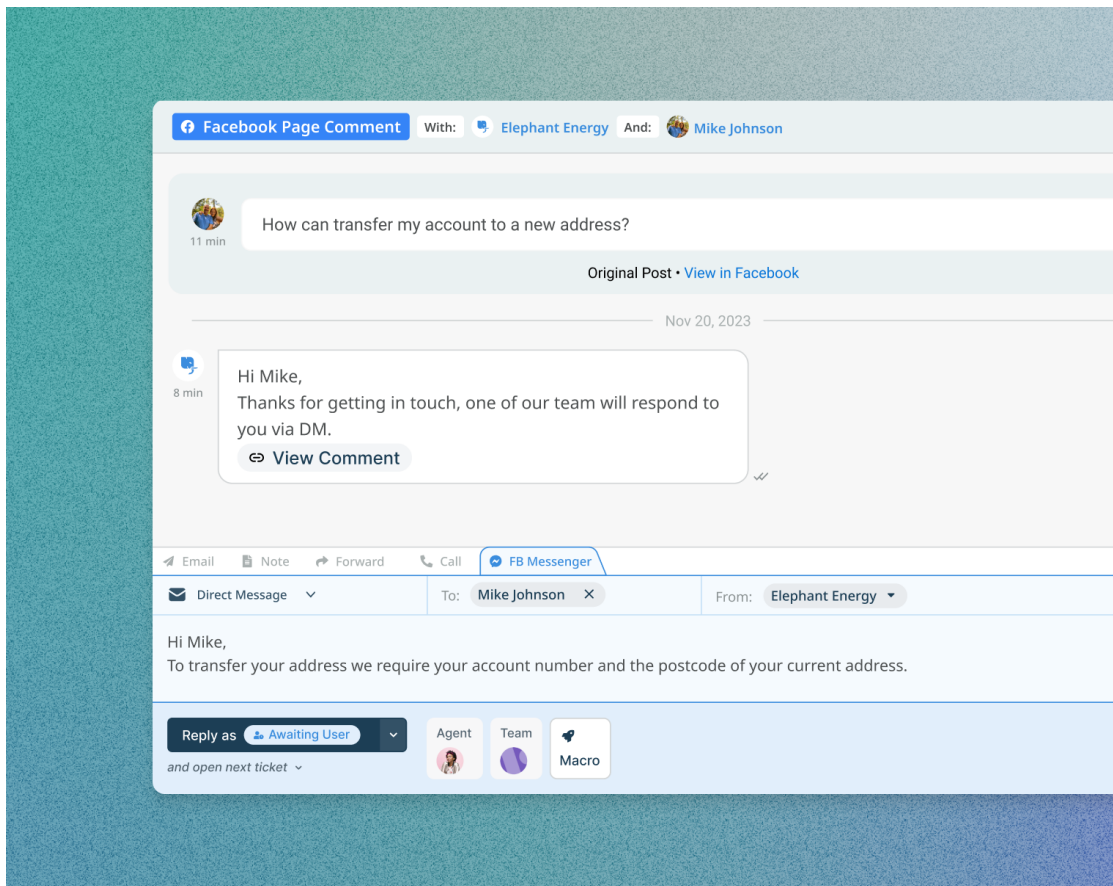 Facebook Page Comment With: Elephant Energy And: Mike Johnson
How can transfer my account to a new address?
11 min
Original Post • View in Facebook
Nov 20, 2023
8 min
Hi Mike,
Thanks for getting in touch, one of our team will respond to
you via DM.
View Comment
Email Note Forward Call FB Messenger
Direct Message To: Mike Johnson From: Elephant Energy
Hi Mike,
To transfer your address we require your account number and the postcode of your current address.
Reply as Awaiting User
and open next ticket
Agent Team
Macro